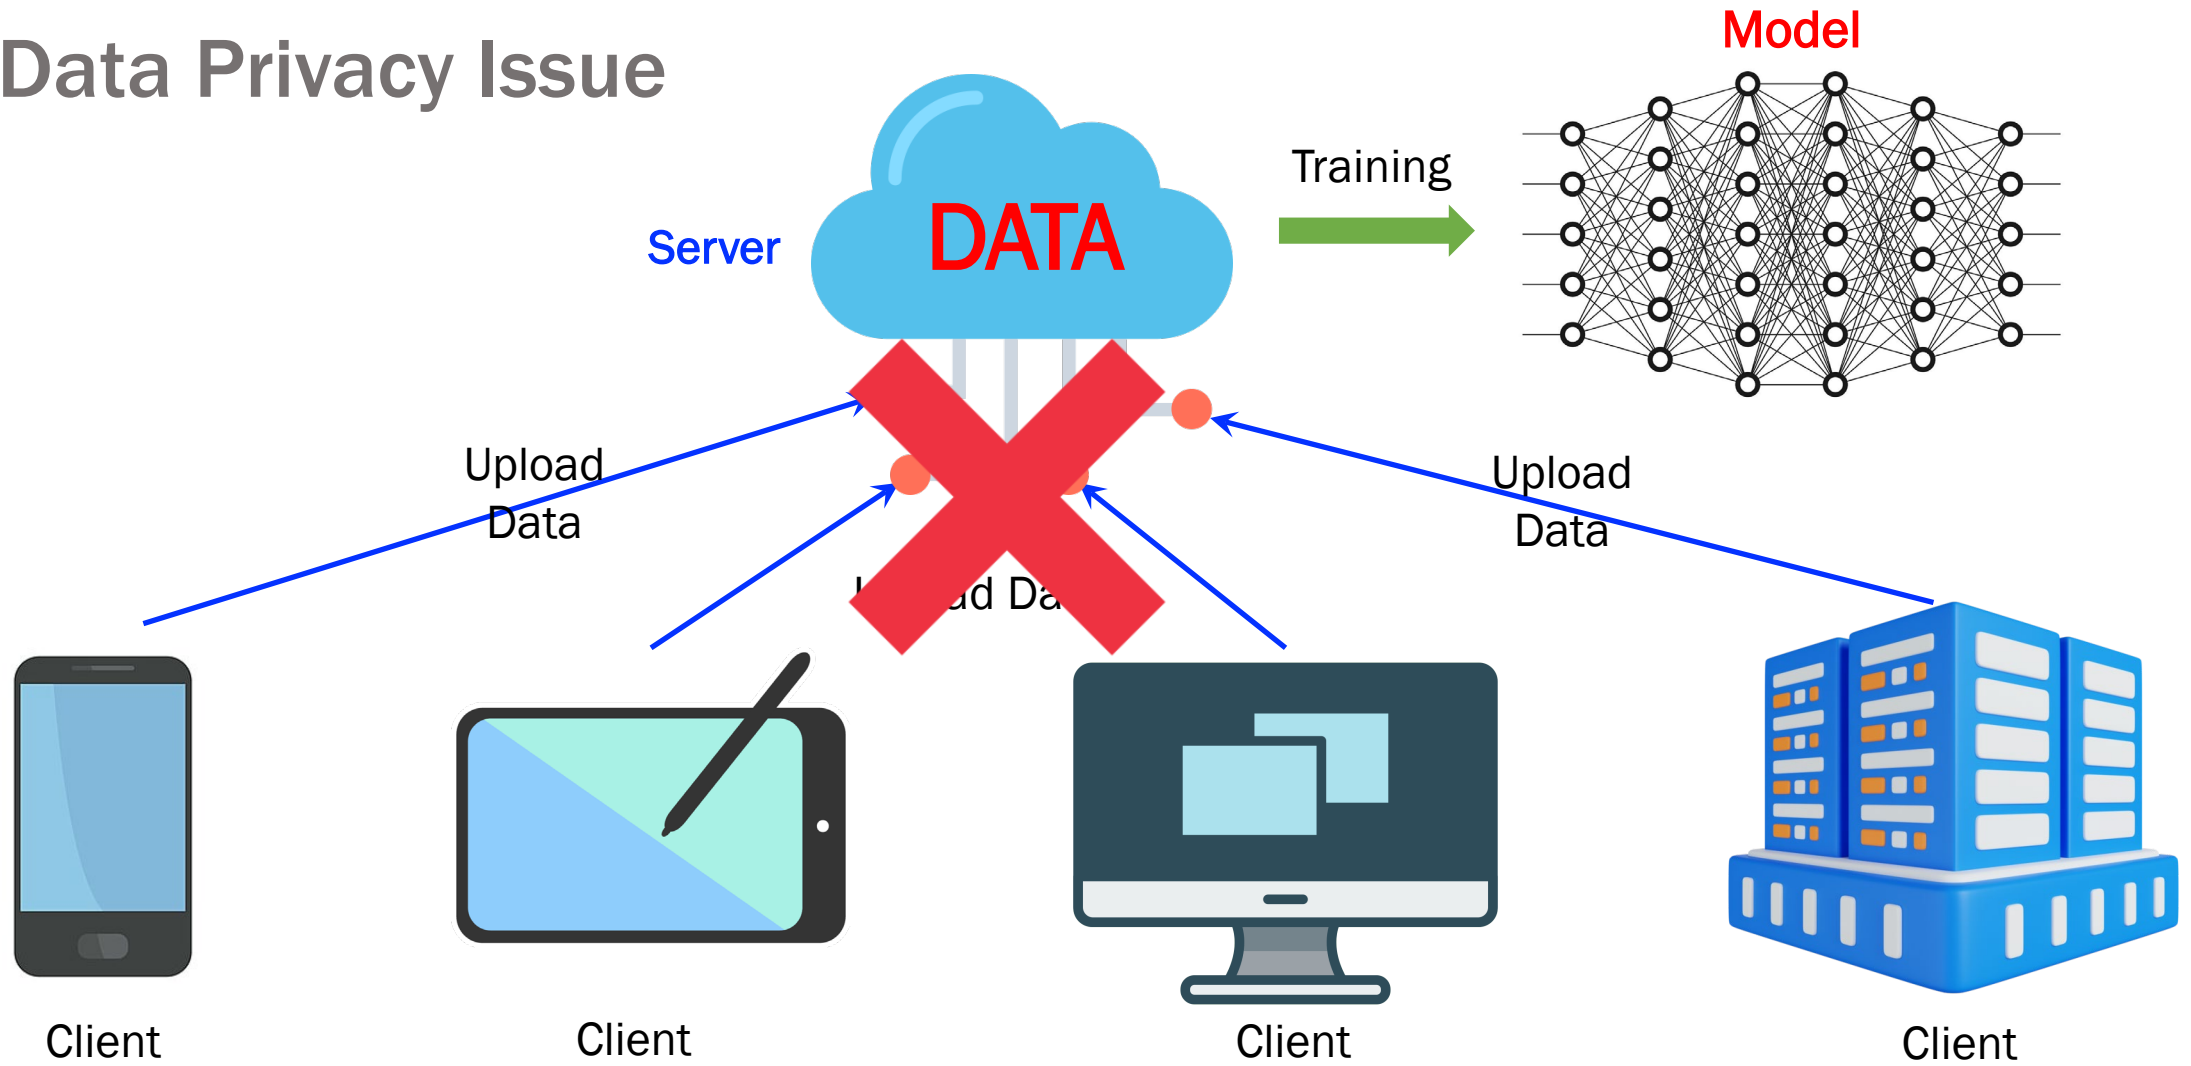 Data Privacy Issue
Model
Training
DATA
Server
Upload
Data
Upload
Data
Client
Client
Client
Client